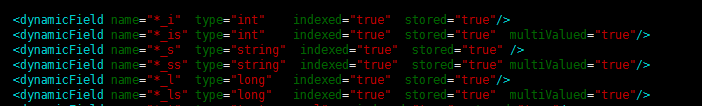 <dynamicField name="*_i" type="int" indexed="true" stored="true"/>
<dynamicField name="*_is" type="int" indexed="true" stored="true" multiValued="true"/>
<dynamicField name="*_s" type="string" indexed="true" stored="true" />
<dynamicField name="*_ss" type="string" indexed="true" stored="true" multiValued="true"/>
<dynamicField name="*_l" type="long" indexed="true" stored="true"/>
<dynamicField name="*_ls" type="long" indexed="true" stored="true" multiValued="true"/>